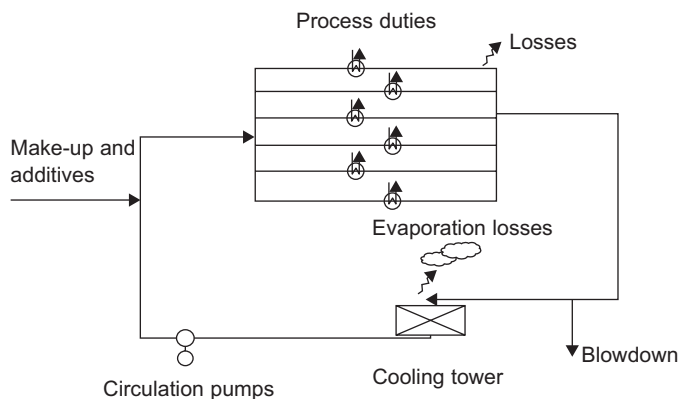 Process duties
Losses
Make-up and
additives
Evaporation losses
Blowdown
Cooling tower
Circulation pumps